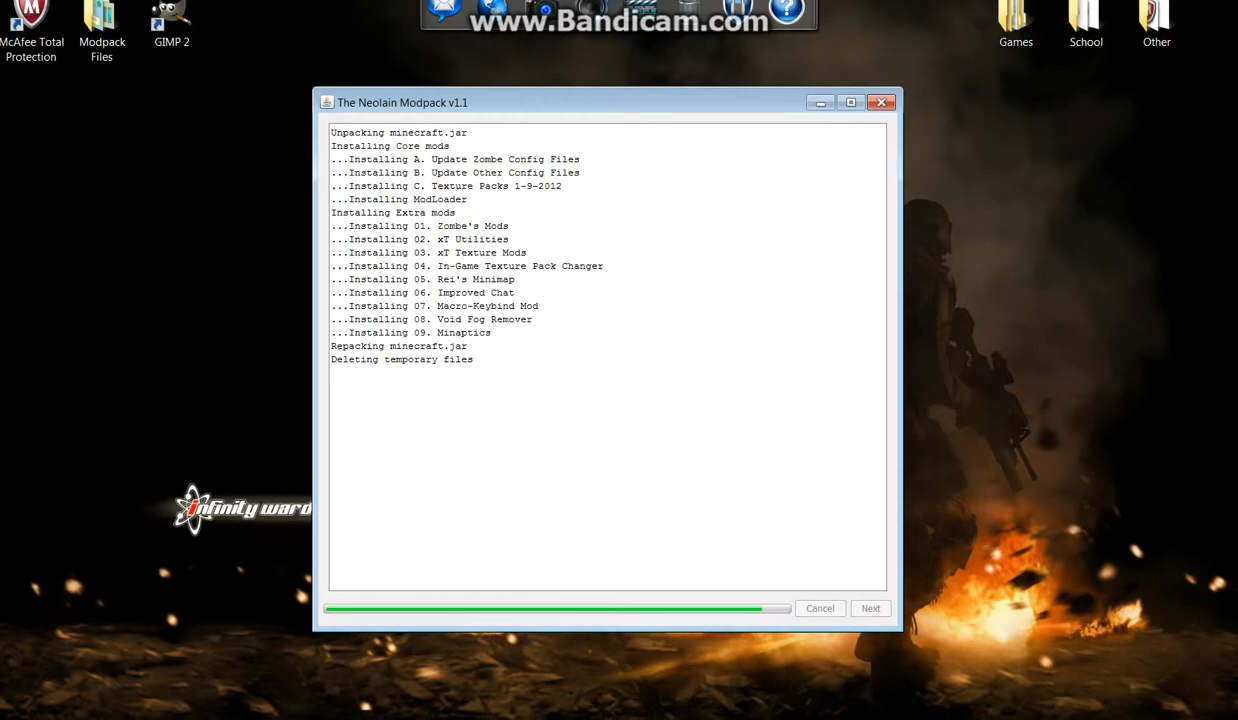 www.Bandicam.com
McAfee Total
Protection
Modpack
Files
GIMP 2
Games
School
Other
The Neolain Modpack v1.1
Unpacking minecraft.jar
Installing Core mods
...Installing A. Update Zombe Config Files
...Installing B. Update Other Config Files
...Installing C. Texture Packs 1-9-2012
...Installing ModLoader
Installing Extra mods
...Installing 01. Zombe's Mods
...Installing 02. xT Utilities
...Installing 03. xT Texture Mods
...Installing 04. In-Game Texture Pack Changer
...Installing 05. Rei's Minimap
...Installing 06. Improved Chat
...Installing 07. Macro-Keybind Mod
...Installing 08. Void Fog Remover
...Installing 09. Minaptics
Repacking minecraft.jar
Deleting temporary files
infinity ward
Cancel
Next